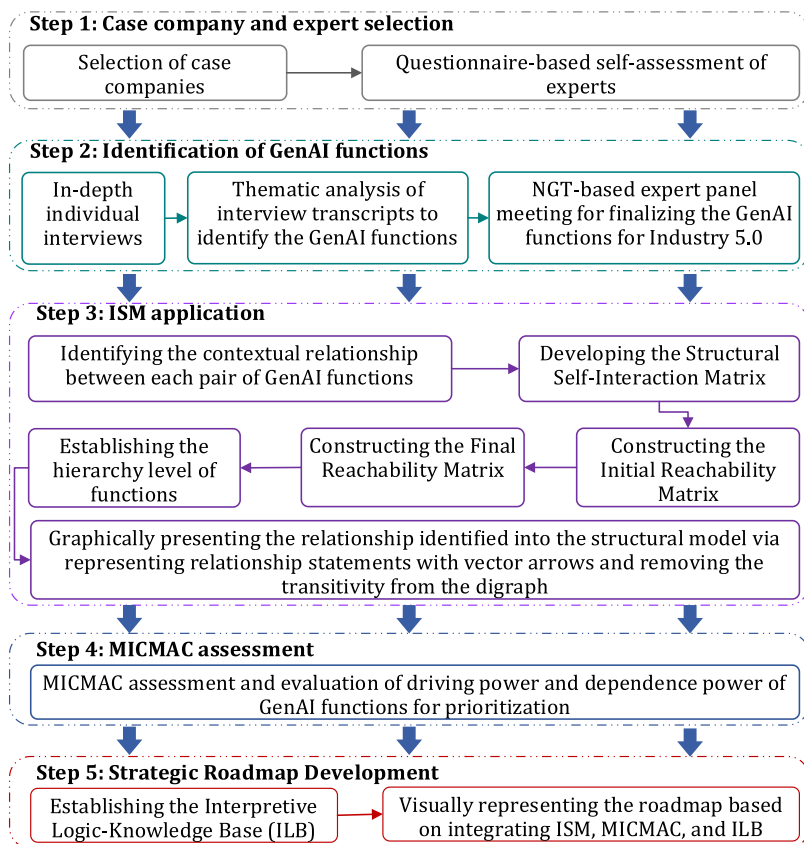 Step 1: Case company and expert selection
Selection of case
companies
Questionnaire-based self-assessment of
experts
Step 2: Identification of GenAI functions
In-depth
individual
interviews
Thematic analysis of
interview transcripts to
identify the GenAI functions
NGT-based expert panel
meeting for finalizing the GenAI
functions for Industry 5.0
Step 3: ISM application
Identifying the contextual relationship
between each pair of GenAI functions
Developing the Structural
Self-Interaction Matrix
Constructing the
Initial Reachability
Matrix
Constructing the Final
Reachability Matrix
Establishing the
hierarchy level of
functions
Graphically presenting the relationship identified into the structural model via
representing relationship statements with vector arrows and removing the
transitivity from the digraph
Step 4: MICMAC assessment
MICMAC assessment and evaluation of driving power and dependence power of
GenAI functions for prioritization
Step 5: Strategic Roadmap Development
Establishing the Interpretive
Logic-Knowledge Base (ILB)
Visually representing the roadmap based
on integrating ISM, MICMAC, and ILB